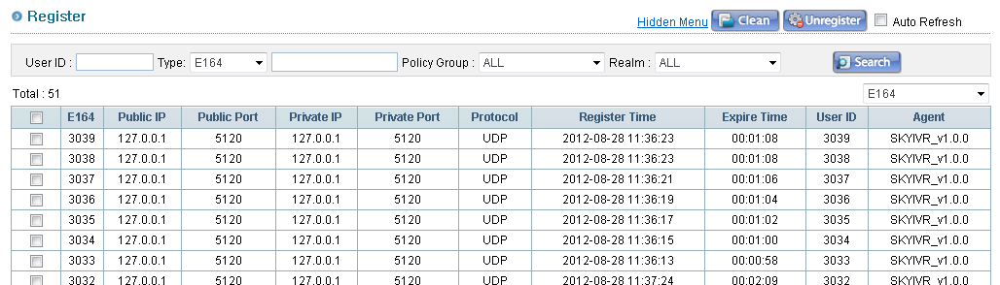 Register
Hidden Menu Clean Unregister Auto Refresh
User ID : Type: E164 Policy Group : ALL Realm : ALL Search
Total : 51 E164
E164 Public IP Public Port Private IP Private Port Protocol Register Time Expire Time User ID Agent
3039 127.0.0.1 5120 127.0.0.1 5120 UDP 2012-08-28 11:36:23 00:01:08 3039 SKYIVR_v1.0.0
3038 127.0.0.1 5120 127.0.0.1 5120 UDP 2012-08-28 11:36:23 00:01:08 3038 SKYIVR_v1.0.0
3037 127.0.0.1 5120 127.0.0.1 5120 UDP 2012-08-28 11:36:21 00:01:06 3037 SKYIVR_v1.0.0
3036 127.0.0.1 5120 127.0.0.1 5120 UDP 2012-08-28 11:36:19 00:01:04 3036 SKYIVR_v1.0.0
3035 127.0.0.1 5120 127.0.0.1 5120 UDP 2012-08-28 11:36:17 00:01:02 3035 SKYIVR_v1.0.0
3034 127.0.0.1 5120 127.0.0.1 5120 UDP 2012-08-28 11:36:15 00:01:00 3034 SKYIVR_v1.0.0
3033 127.0.0.1 5120 127.0.0.1 5120 UDP 2012-08-28 11:36:13 00:00:58 3033 SKYIVR_v1.0.0
3032 127.0.0.1 5120 127.0.0.1 5120 UDP 2012-08-28 11:37:24 00:02:09 3032 SKYIVR_v1.0.0